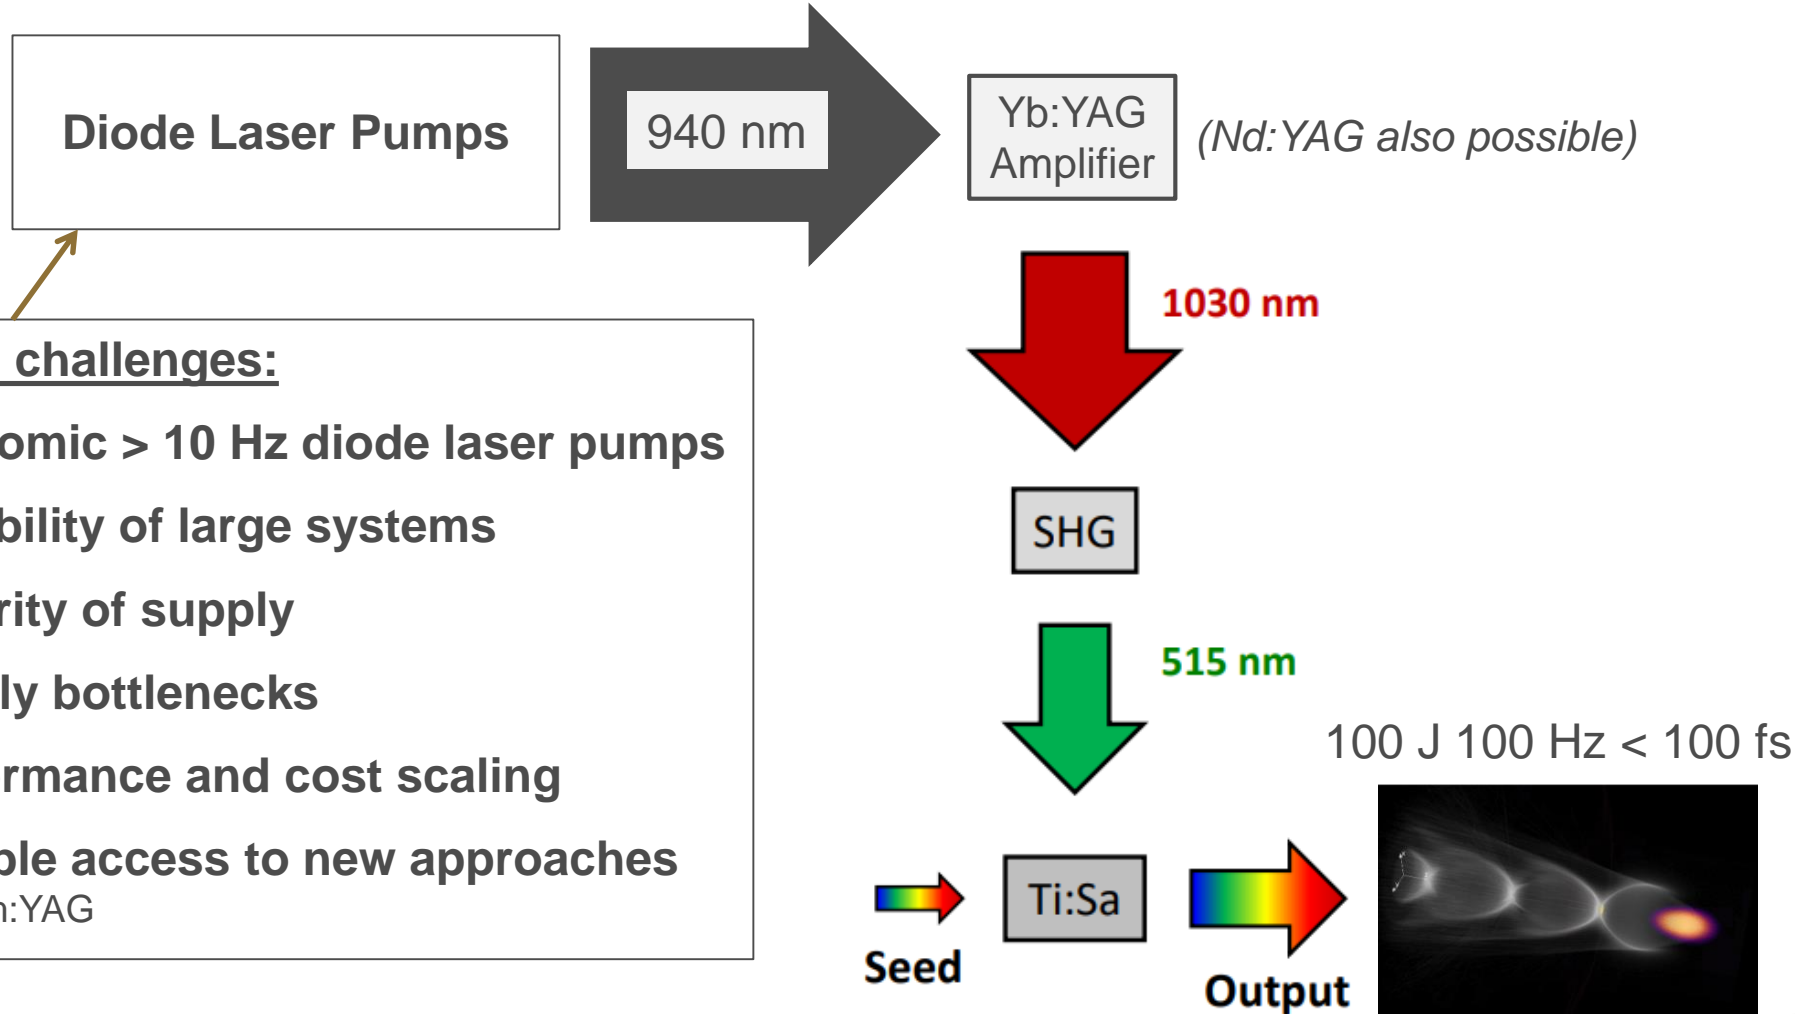 Diode Laser Pumps
940 nm
Yb:YAG
Amplifier
(Nd:YAG also possible)
1030 nm
challenges:
omic > 10 Hz diode laser pumps
bility of large systems
rity of supply
ly bottlenecks
rmance and cost scaling
ple access to new approaches
:YAG
SHG
515 nm
100 J 100 Hz < 100 fs
Ti:Sa
Seed
Output